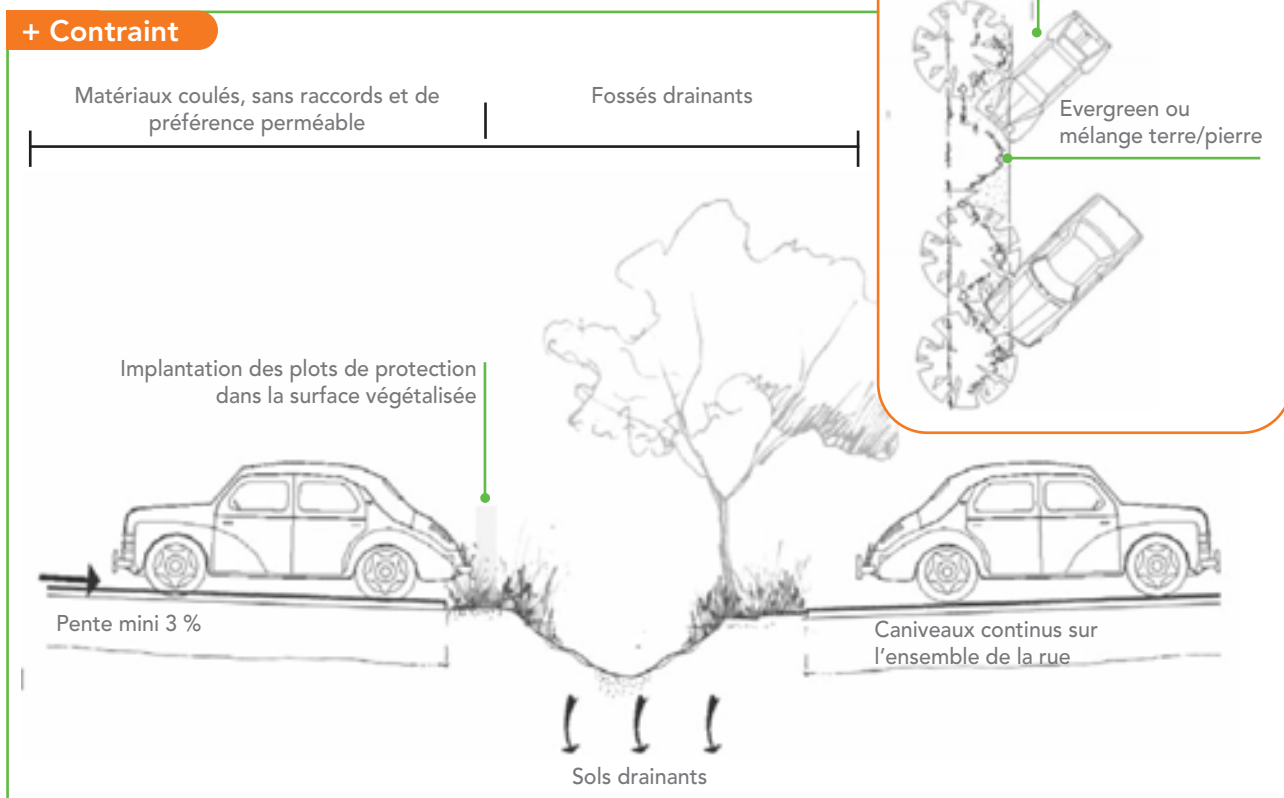 + Contraint
Matériaux coulés, sans raccords et de
préférence perméable
Fossés drainants
Evergreen ou
mélange terre/pierre
Implantation des plots de protection
dans la surface végétalisée
Pente mini 3 %
Caniveaux continus sur
l'ensemble de la rue
Sols drainants